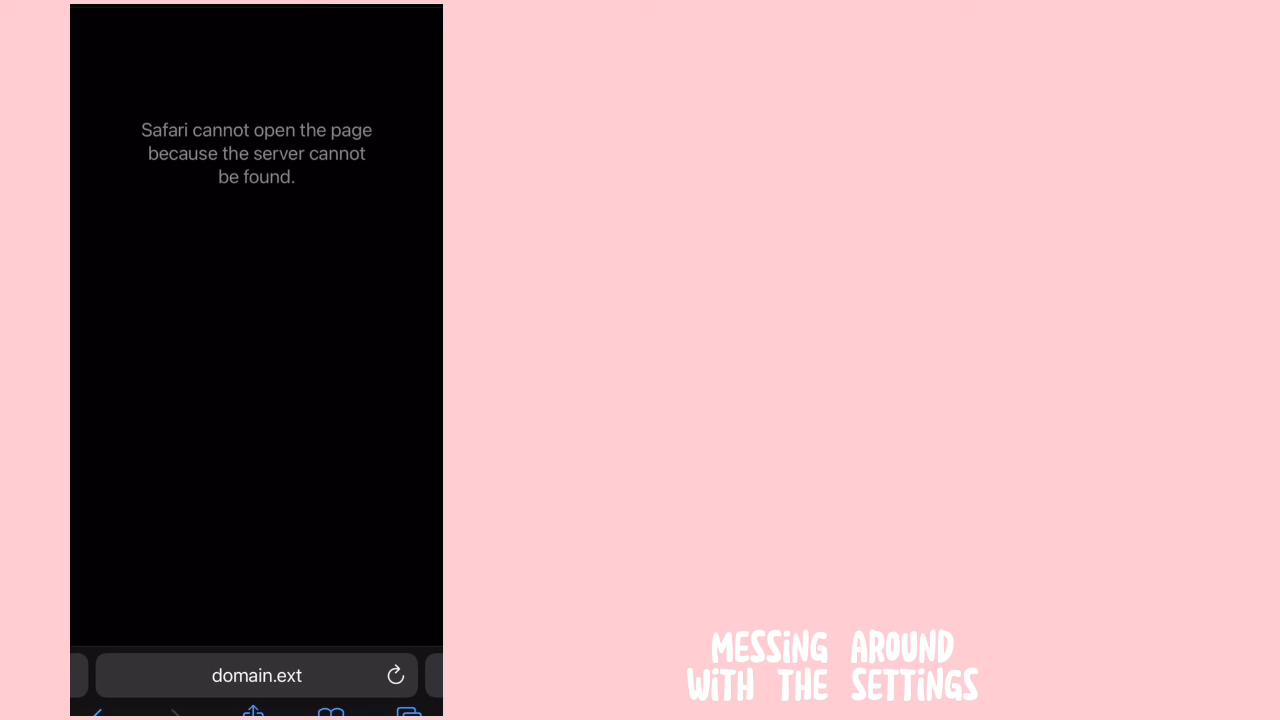 Safari cannot open the page
because the server cannot
be found.
domain.ext
MESSiNG AROUND
WiTH THE SETTiNGS